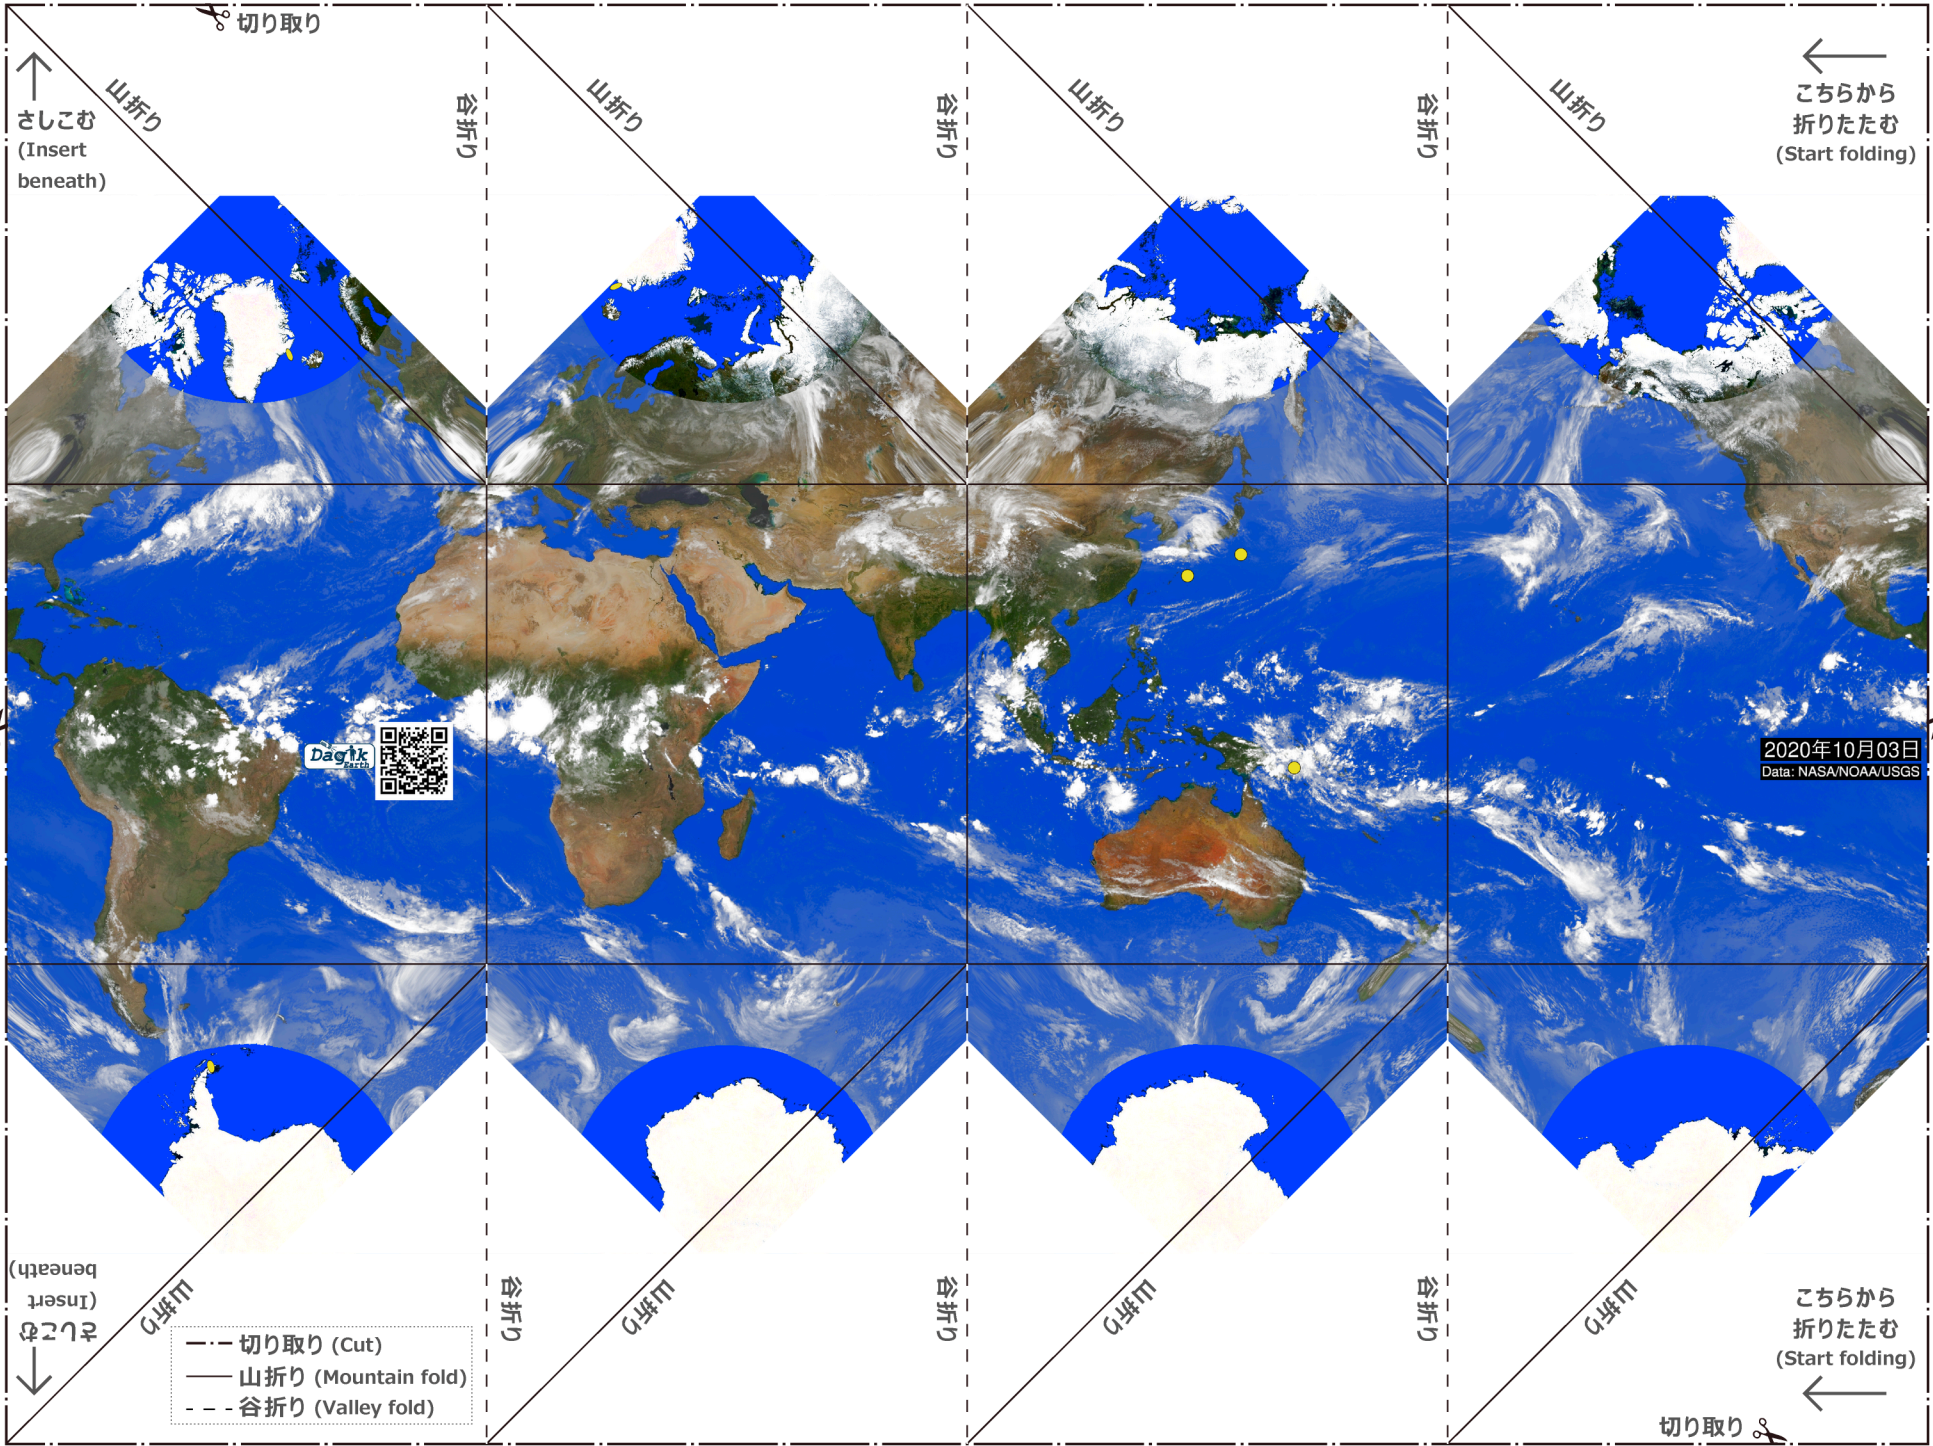 切り取り
山折り
谷折り
山折り
谷折り
山折り
谷折り
山折り
さしこむ
(Insert
beneath)
こちらから
折りたたむ
(Start folding)
Dagik
Earth
2020年10月03日
Data: NASA/NOAA/USGS
さしこむ
(Insert
beneath)
山折り
谷折り
山折り
谷折り
山折り
谷折り
山折り
こちらから
折りたたむ
(Start folding)
切り取り (Cut)
山折り (Mountain fold)
谷折り (Valley fold)
切り取り